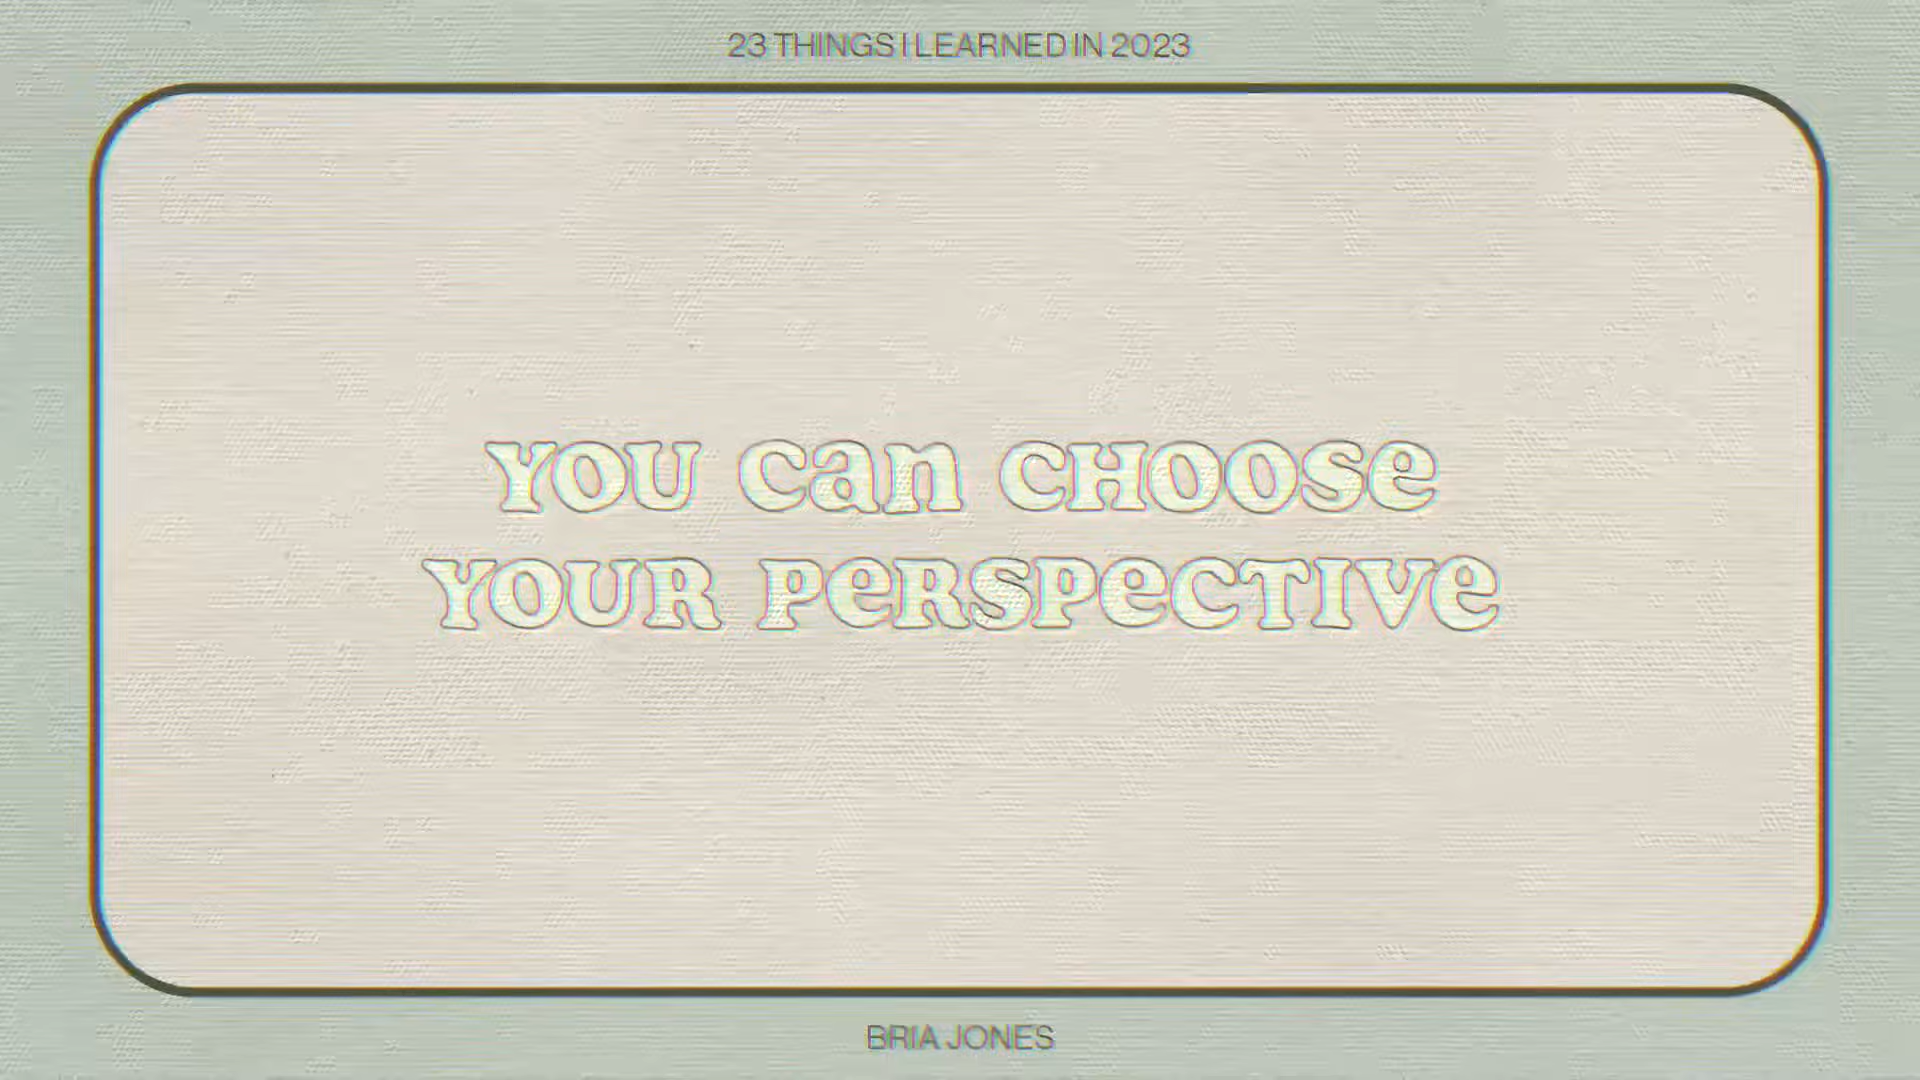 23 THINGS I LEARNED IN 2023
YOU can CHOOSE
YOUR PERSPECTIVE
BRIA JONES